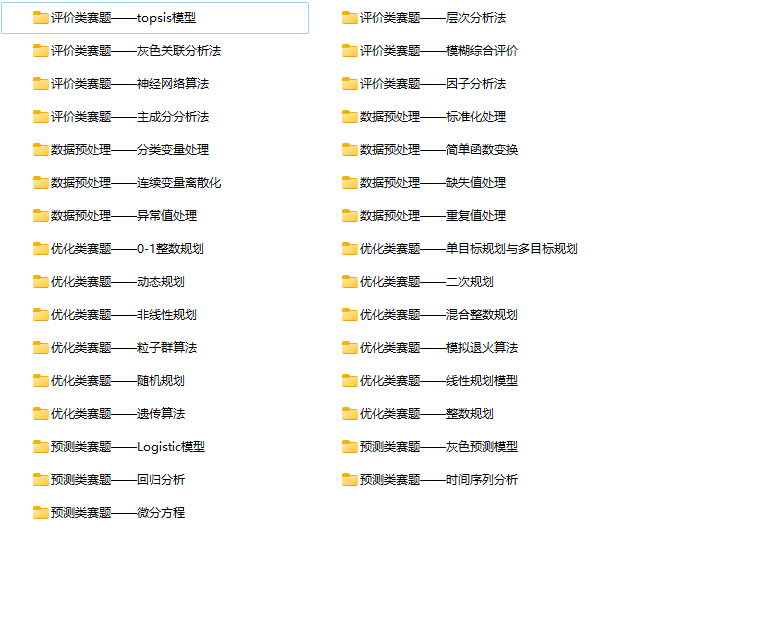 评价类赛题——topsis模型
评价类赛题——层次分析法
评价类赛题——灰色关联分析法
评价类赛题——模糊综合评价
评价类赛题——神经网络算法
评价类赛题——因子分析法
评价类赛题——主成分分析法
数据预处理——标准化处理
数据预处理——分类变量处理
数据预处理——简单函数变换
数据预处理——连续变量离散化
数据预处理——缺失值处理
数据预处理——异常值处理
数据预处理——重复值处理
优化类赛题——0-1整数规划
优化类赛题——单目标规划与多目标规划
优化类赛题——动态规划
优化类赛题——二次规划
优化类赛题——非线性规划
优化类赛题——混合整数规划
优化类赛题——粒子群算法
优化类赛题——模拟退火算法
优化类赛题——随机规划
优化类赛题——线性规划模型
优化类赛题——遗传算法
优化类赛题——整数规划
预测类赛题——Logistic模型
预测类赛题——灰色预测模型
预测类赛题——回归分析
预测类赛题——时间序列分析
预测类赛题——微分方程